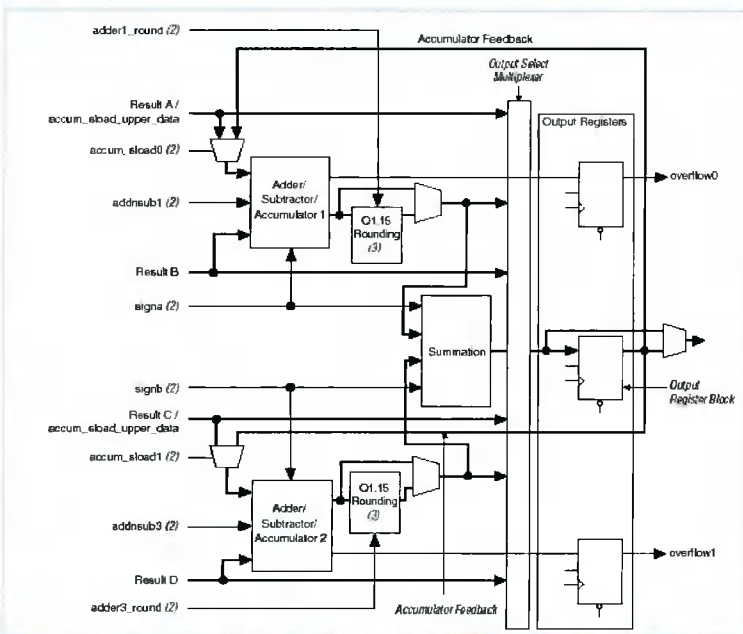 adder1_round (2)
Accumulator Feedback
Output Select
Multiplexer
Result A /
accum_sload_upper_data
Output Registers
accum_sload0 (2)
overflow0
Adder/
Subtractor/
Accumulator 1
addnsub1 (2)
Q1.15
Rounding
(3)
Result B
signa (2)
Summation
Output
Register Block
signb (2)
Result C /
accum_sload_upper_data
accum_sload1 (2)
Q1.15
Rounding
(3)
Adder/
Subtractor/
Accumulator 2
addnsub3 (2)
overflow1
Result D
adder3_round (2)
Accumulator Feedback